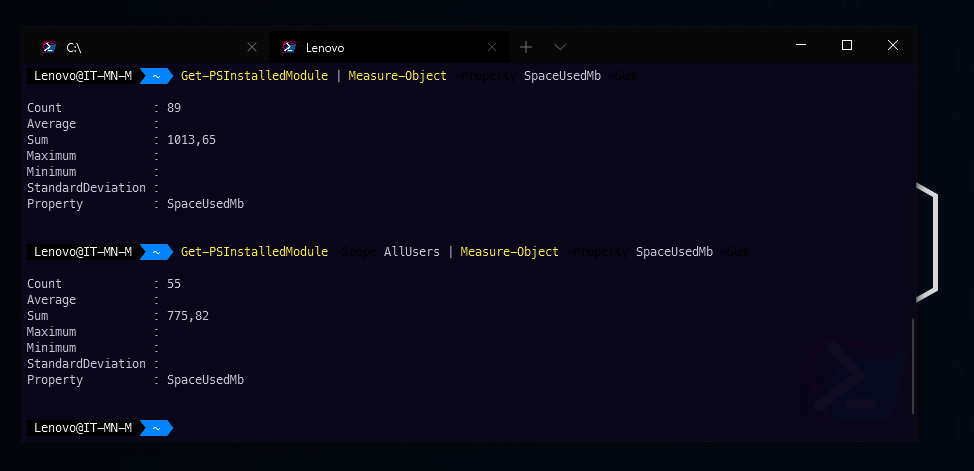 C:\ Lenovo
Lenovo@IT-MN-M ~ Get-PSInstalledModule | Measure-Object -Property SpaceUsedMb -Sum
Count : 89
Average :
Sum : 1013,65
Maximum :
Minimum :
StandardDeviation :
Property : SpaceUsedMb
Lenovo@IT-MN-M ~ Get-PSInstalledModule -Scope AllUsers | Measure-Object -Property SpaceUsedMb -Sum
Count : 55
Average :
Sum : 775,82
Maximum :
Minimum :
StandardDeviation :
Property : SpaceUsedMb
Lenovo@IT-MN-M ~